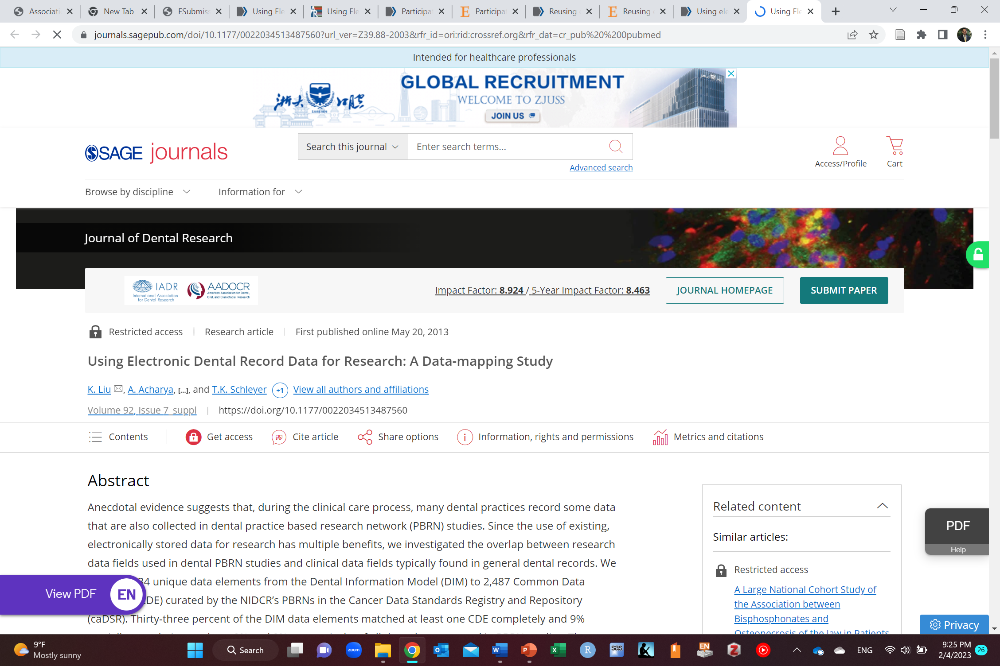 Associati
New Tab
ESubmiss
Using Ele
Using Ele
Participat
Participat
Reusing
Reusing
Using ele
Using Ele
journals.sagepub.com/doi/10.1177/0022034513487560?url_ver=Z39.88-2003&rfr_id=ori:rid:crossref.org&rfr_dat=cr_pub%20%200pubmed
Intended for healthcare professionals
浙大口腔
GLOBAL RECRUITMENT
WELCOME TO ZJUSS
JOIN US
SAGE journals
Search this journal
Enter search terms...
Advanced search
Access/Profile
Cart
Browse by discipline
Information for
Journal of Dental Research
IADR
International Association
for Dental Research
AADOCR
American Association for Dental,
Oral, and Craniofacial Research
Impact Factor: 8.924 / 5-Year Impact Factor: 8.463
JOURNAL HOMEPAGE
SUBMIT PAPER
Restricted access | Research article | First published online May 20, 2013
Using Electronic Dental Record Data for Research: A Data-mapping Study
K. Liu, A. Acharya, [...], and T.K. Schleyer +1 View all authors and affiliations
Volume 92, Issue 7_suppl | https://doi.org/10.1177/0022034513487560
Contents
Get access
Cite article
Share options
Information, rights and permissions
Metrics and citations
Abstract
Anecdotal evidence suggests that, during the clinical care process, many dental practices record some data
that are also collected in dental practice based research network (PBRN) studies. Since the use of existing,
electronically stored data for research has multiple benefits, we investigated the overlap between research
data fields used in dental PBRN studies and clinical data fields typically found in general dental records. We
34 unique data elements from the Dental Information Model (DIM) to 2,487 Common Data
DE) curated by the NIDCR’s PBRNs in the Cancer Data Standards Registry and Repository
(caDSR). Thirty-three percent of the DIM data elements matched at least one CDE completely and 9%
Related content
Similar articles:
Restricted access
A Large National Cohort Study of
the Association between
Bisphosphonates and
Osteonecrosis of the Jaw in Patients
PDF
Help
View PDF
EN
Privacy
9°F
Mostly sunny
Search
zoom
EN
ENG
9:25 PM
2/4/2023
26